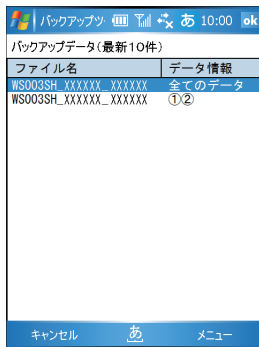 バックアップツ あ 10:00 ok
バックアップデータ(最新10件)
ファイル名 データ情報
WS003SH_XXXXXX_XXXXXX 全てのデータ
WS003SH_XXXXXX_XXXXXX ①②
キャンセル あ メニュー